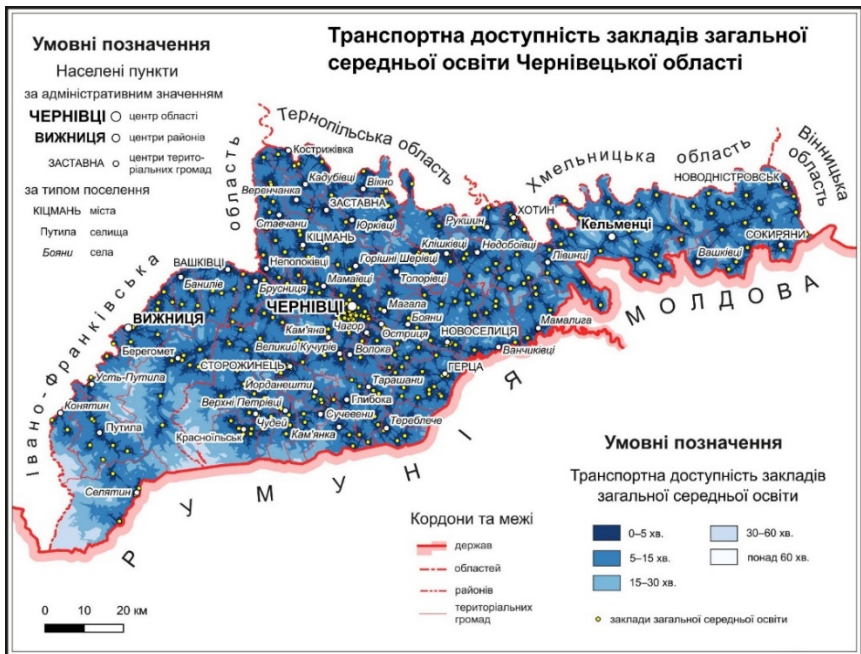 Транспортна доступність закладів загальної
середньої освіти Чернівецької області
Умовні позначення
Населені пункти
за адміністративним значенням
ЧЕРНІВЦІ центр області
ВИЖНИЦЯ центри районів
ЗАСТАВНА центри терито-
ріальних громад
за типом поселення
КІЦМАНЬ міста
Путила селища
Бояни села
Івано-Франківська область
Тернопільська область
Хмельницька область
Вінницька область
МОЛДОВА
РУМУНІЯ
Кострижівка
Кадубівці
Вікно
Веренчанка
ЗАСТАВНА
Ставчани
Юрківці
КІЦМАНЬ
Рукшин
ХОТИН
Клішківці
Недобоївці
Кельменці
НОВОДНІСТРОВСЬК
СОКИРЯНИ
Вашківці
Лівинці
ВАШКІВЦІ
Неполоківці
Горішні Шерівці
Мамаївці
Топорівці
Банилів
Брусниця
ЧЕРНІВЦІ
Магала
Бояни
Чагор
Остриця
НОВОСЕЛИЦЯ
Мамалига
Ванчиківці
ВИЖНИЦЯ
Кам'яна
Великий Кучурів
Волока
Берегомет
СТОРОЖИНЕЦЬ
ГЕРЦА
Усть-Путила
Йорданешти
Тарашани
Глибока
Конятин
Верхні Петрівці
Сучевени
Чудей
Путила
Красноїльськ
Кам'янка
Тереблече
Селятин
Кордони та межі
держав
областей
районів
територіальних
громад
0 10 20 км
Умовні позначення
Транспортна доступність закладів
загальної середньої освіти
0–5 хв.
5–15 хв.
15–30 хв.
30–60 хв.
понад 60 хв.
заклади загальної середньої освіти